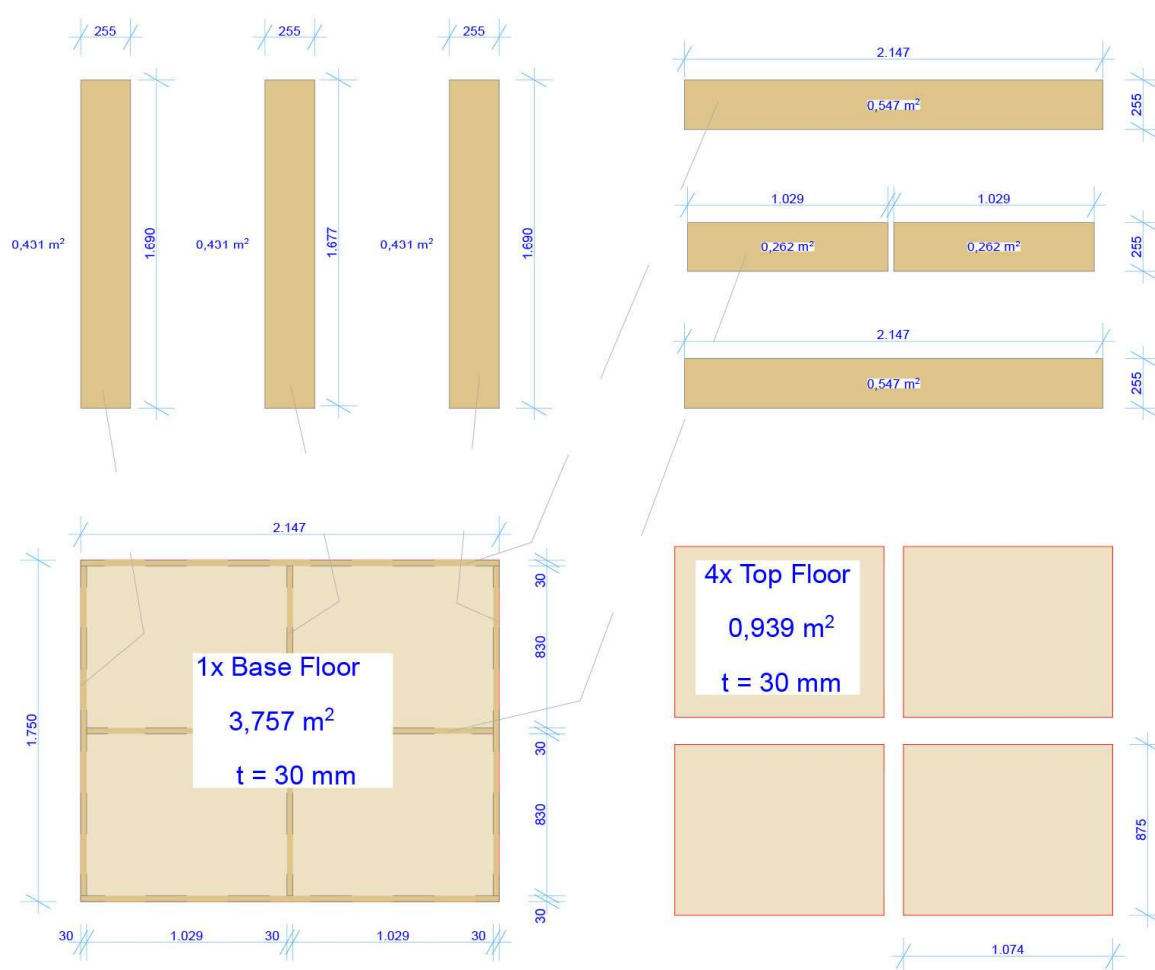 255
255
255
2.147
0,547 m²
255
1.029
1.029
0,431 m²
1.690
0,431 m²
1.677
0,431 m²
1.690
0,262 m²
0,262 m²
255
2.147
0,547 m²
255
2.147
30
4x Top Floor
0,939 m²
t = 30 mm
830
1x Base Floor
3,757 m²
t = 30 mm
1.750
30
830
875
30
30
1.029
30
1.029
30
1.074